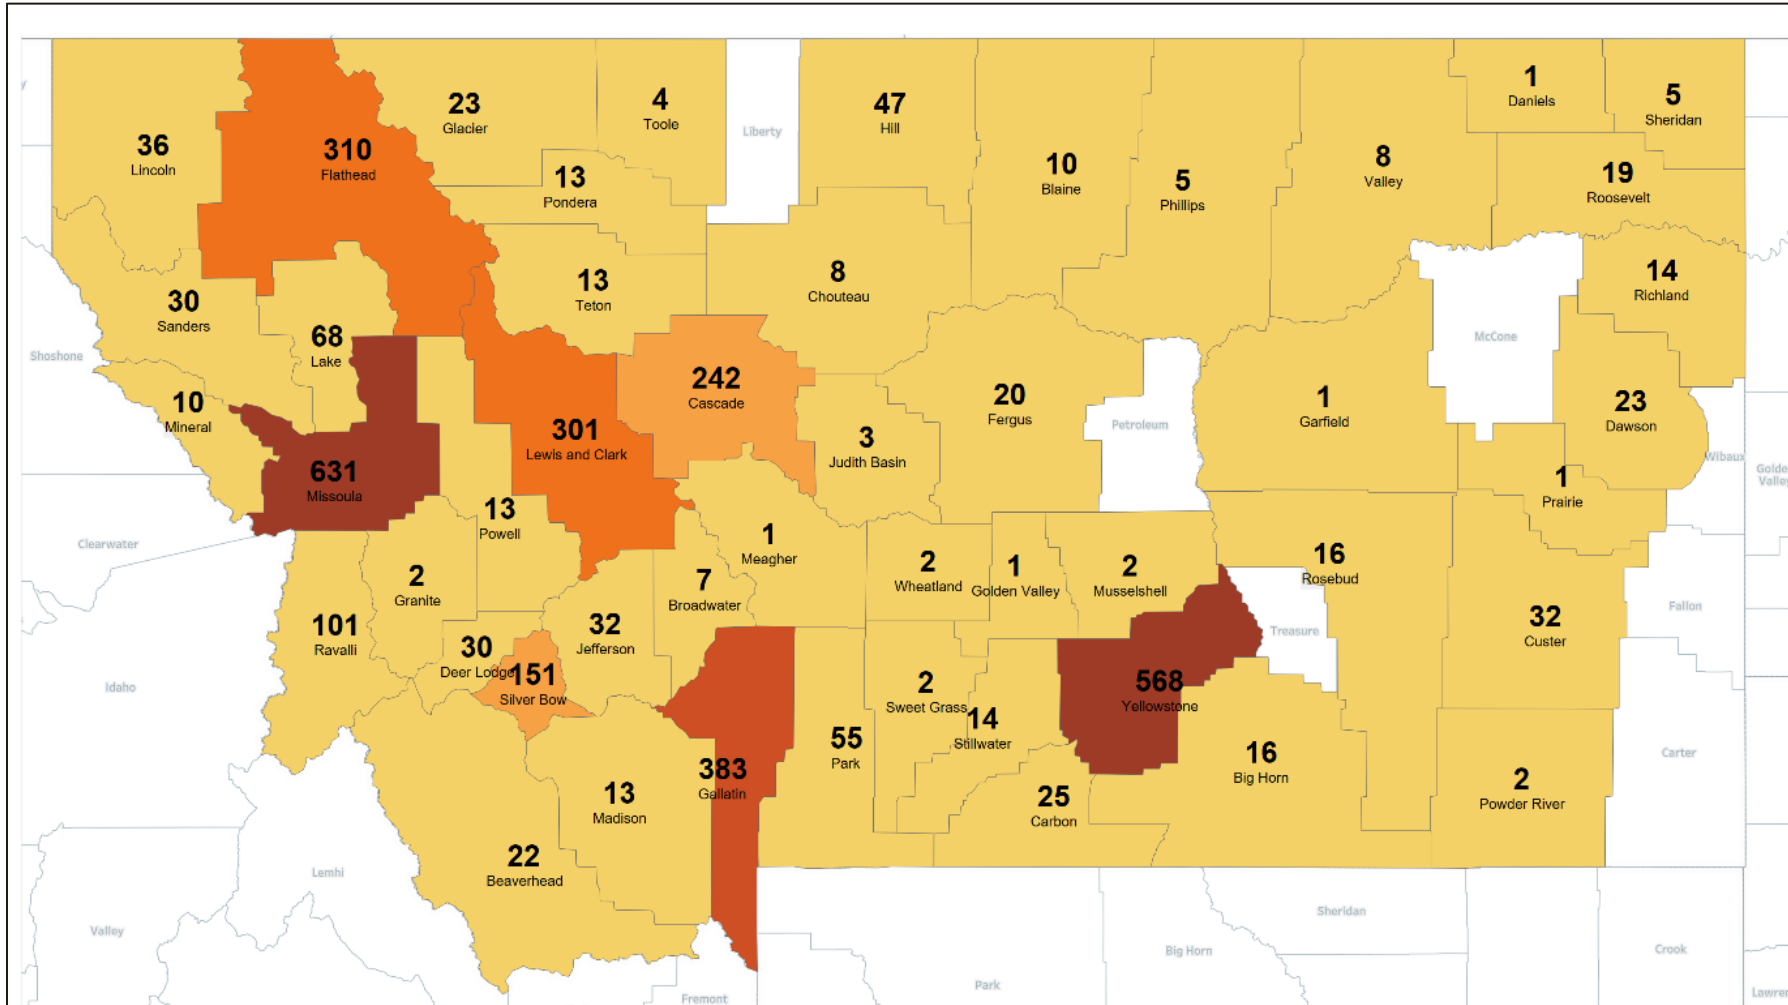 1
Daniels
5
Sheridan
23
Glacier
4
Toole
47
Hill
Liberty
36
Lincoln
310
Flathead
10
Blaine
8
Valley
19
Roosevelt
13
Pondera
5
Phillips
13
Teton
8
Chouteau
14
Richland
30
Sanders
68
Lake
McCone
Shoshone
242
Cascade
20
Fergus
1
Garfield
23
Dawson
10
Mineral
301
Lewis and Clark
3
Judith Basin
Petroleum
Wibaux
Golde
Valley
631
Missoula
1
Prairie
13
Powell
1
Meagher
Clearwater
2
Granite
7
Broadwater
2
Wheatland
1
Golden Valley
2
Musselshell
16
Rosebud
Fallon
101
Ravalli
32
Jefferson
32
Custer
Treasure
30
Deer Lodge
151
Silver Bow
2
Sweet Grass
568
Yellowstone
Idaho
14
Stillwater
55
Park
16
Big Horn
Carter
383
Gallatin
13
Madison
25
Carbon
2
Powder River
22
Beaverhead
Lemhi
Valley
Sheridan
Big Horn
Crook
Park
Fremont
Lawre